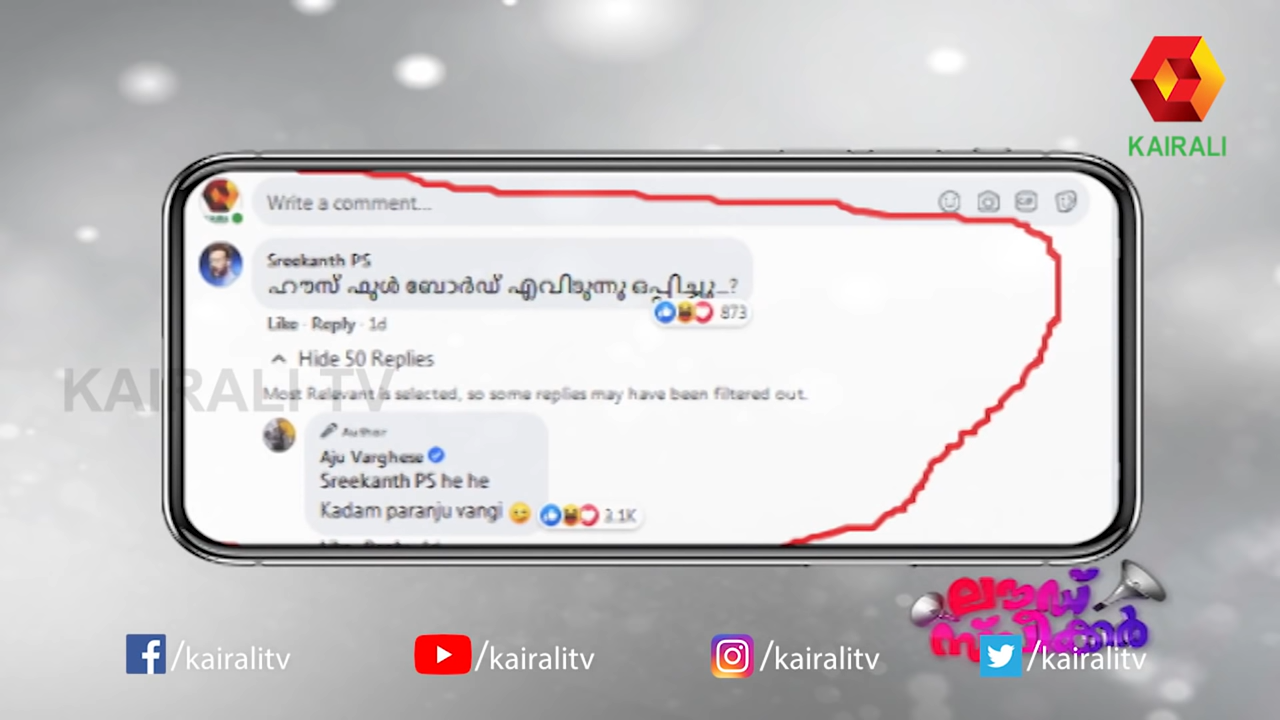 KAIRALI
Write a comment...
GIF
Sreekanth PS
ഹൗസ് ഫുൾ ബോർഡ് എവിടുന്നൂ ഒപ്പിച്ചു...?
873
Like · Reply · 1d
Hide 50 Replies
KAIRALI TV
Most Relevant is selected, so some replies may have been filtered out.
Author
Aju Varghese
Sreekanth PS he he
Kadam paranju vangi
ലൗഡ്
സ്പീക്കർ
/kairalitv
/kairalitv
/kairalitv
/kairalitv